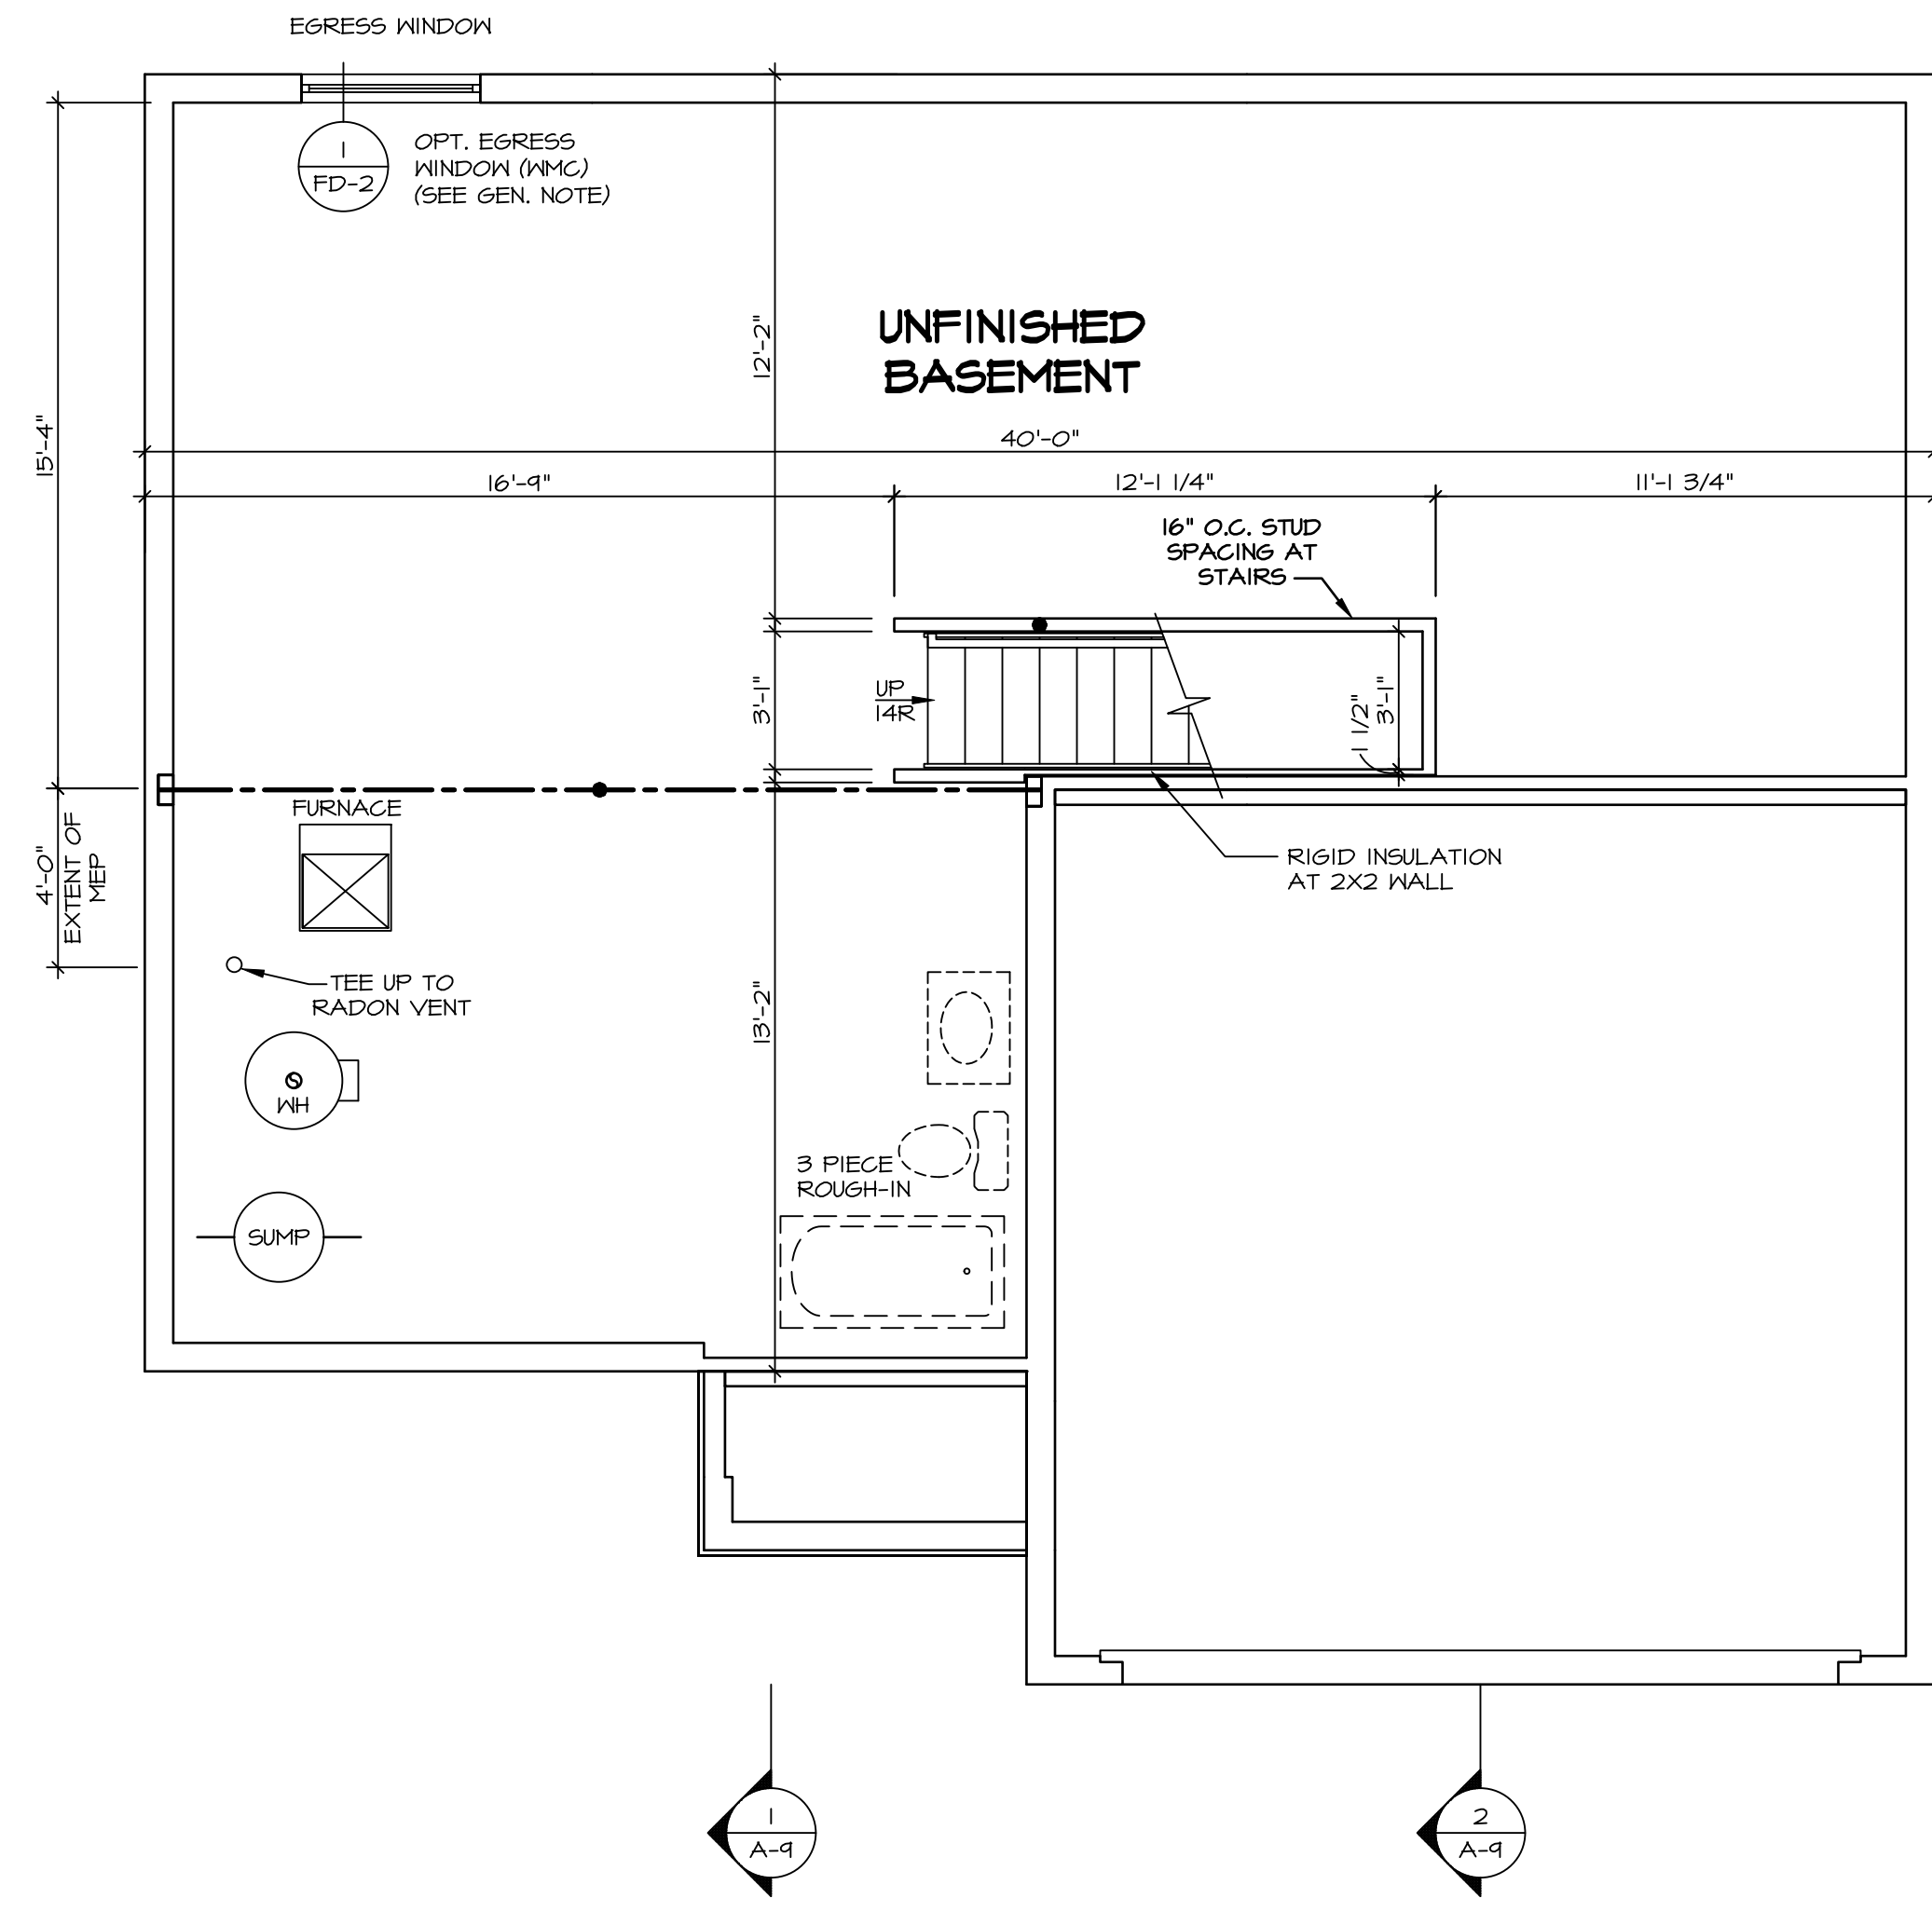 EGRESS WINDOW
1
FD-2
OPT. EGRESS
WINDOW (WMC)
(SEE GEN. NOTE)
12'-2"
UNFINISHED
BASEMENT
15'-4"
40'-0"
16'-9"
12'-1 1/4"
11'-1 3/4"
16" O.C. STUD
SPACING AT
STAIRS
3'-1"
UP
14R
1 1/2"
3'-1"
FURNACE
4'-0"
EXTENT OF
MEP
RIGID INSULATION
AT 2X2 WALL
TEE UP TO
RADON VENT
13'-2"
S
WH
3 PIECE
ROUGH-IN
SUMP
1
A-9
2
A-9